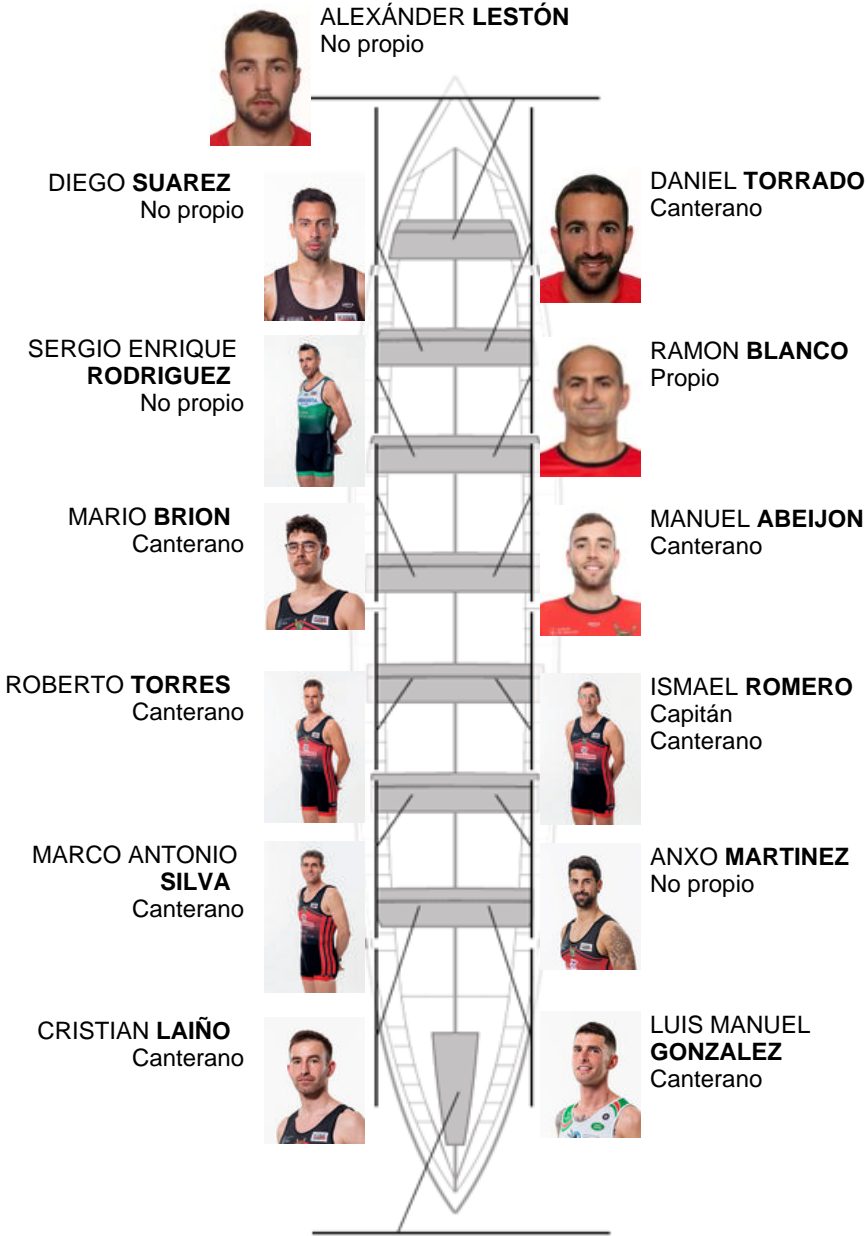 ALEXÁNDER LESTÓN
No propio
DIEGO SUAREZ
No propio
DANIEL TORRADO
Canterano
SERGIO ENRIQUE
RODRIGUEZ
No propio
RAMON BLANCO
Propio
MARIO BRION
Canterano
MANUEL ABEIJON
Canterano
ROBERTO TORRES
Canterano
ISMAEL ROMERO
Capitán
Canterano
MARCO ANTONIO
SILVA
Canterano
ANXO MARTINEZ
No propio
CRISTIAN LAIÑO
Canterano
LUIS MANUEL
GONZALEZ
Canterano